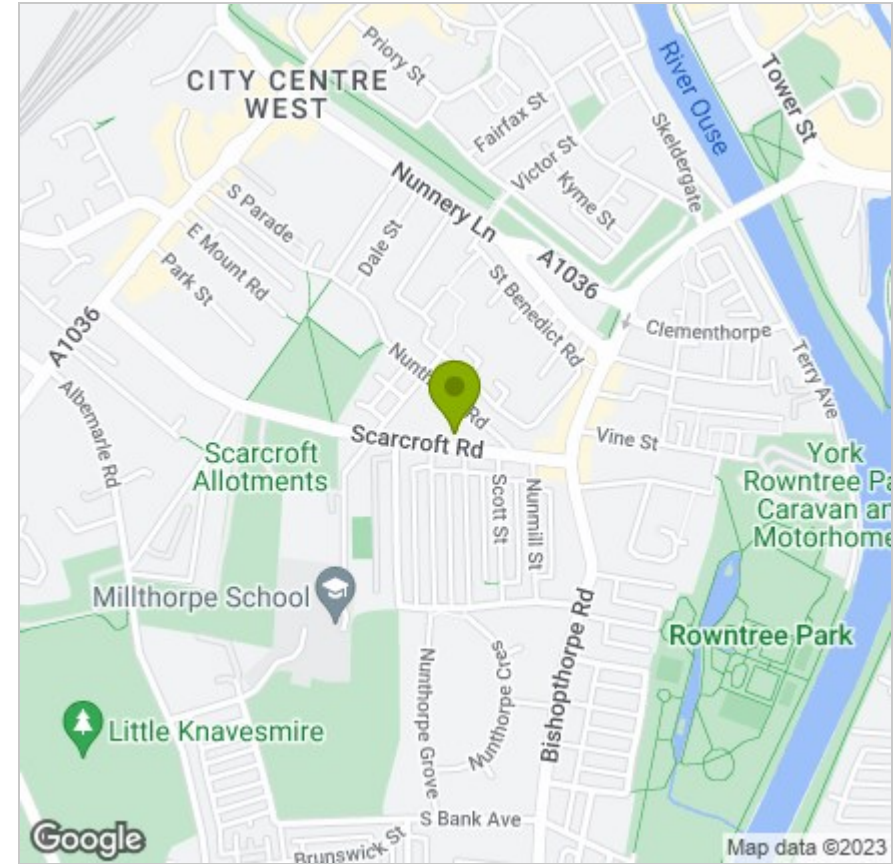 Priory St
CITY CENTRE
WEST
River Ouse
Tower St
Fairfax St
Skeldergate
Victor St
Kyme St
Nunnery Ln
S Parade
Dale St
E Mount Rd
Park St
A1036
St Benedict Rd
Clementhorpe
A1036
Terry Ave
Albemarle Rd
Scarcroft Rd
Vine St
Scarcroft
Allotments
York
Rowntree Pa
Caravan an
Motorhome
Scott St
Nunmill St
Millthorpe School
Bishopthorpe Rd
Rowntree Park
Nunthorpe Grove
Nunthorpe Cres
Little Knavesmire
S Bank Ave
Brunswick St
Google
Map data ©2023